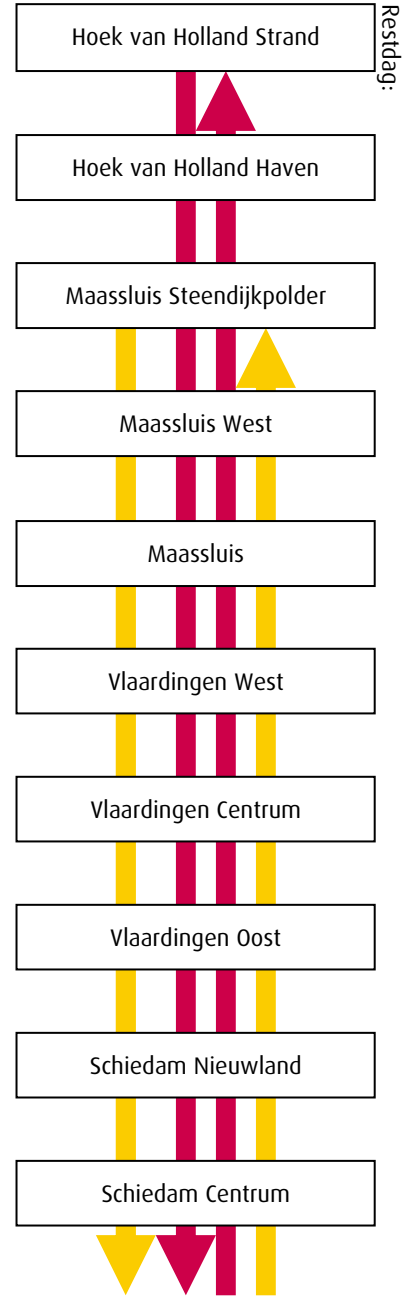 Restdag:
Hoek van Holland Strand
Hoek van Holland Haven
Maassluis Steendijkpolder
Maassluis West
Maassluis
Vlaardingen West
Vlaardingen Centrum
Vlaardingen Oost
Schiedam Nieuwland
Schiedam Centrum